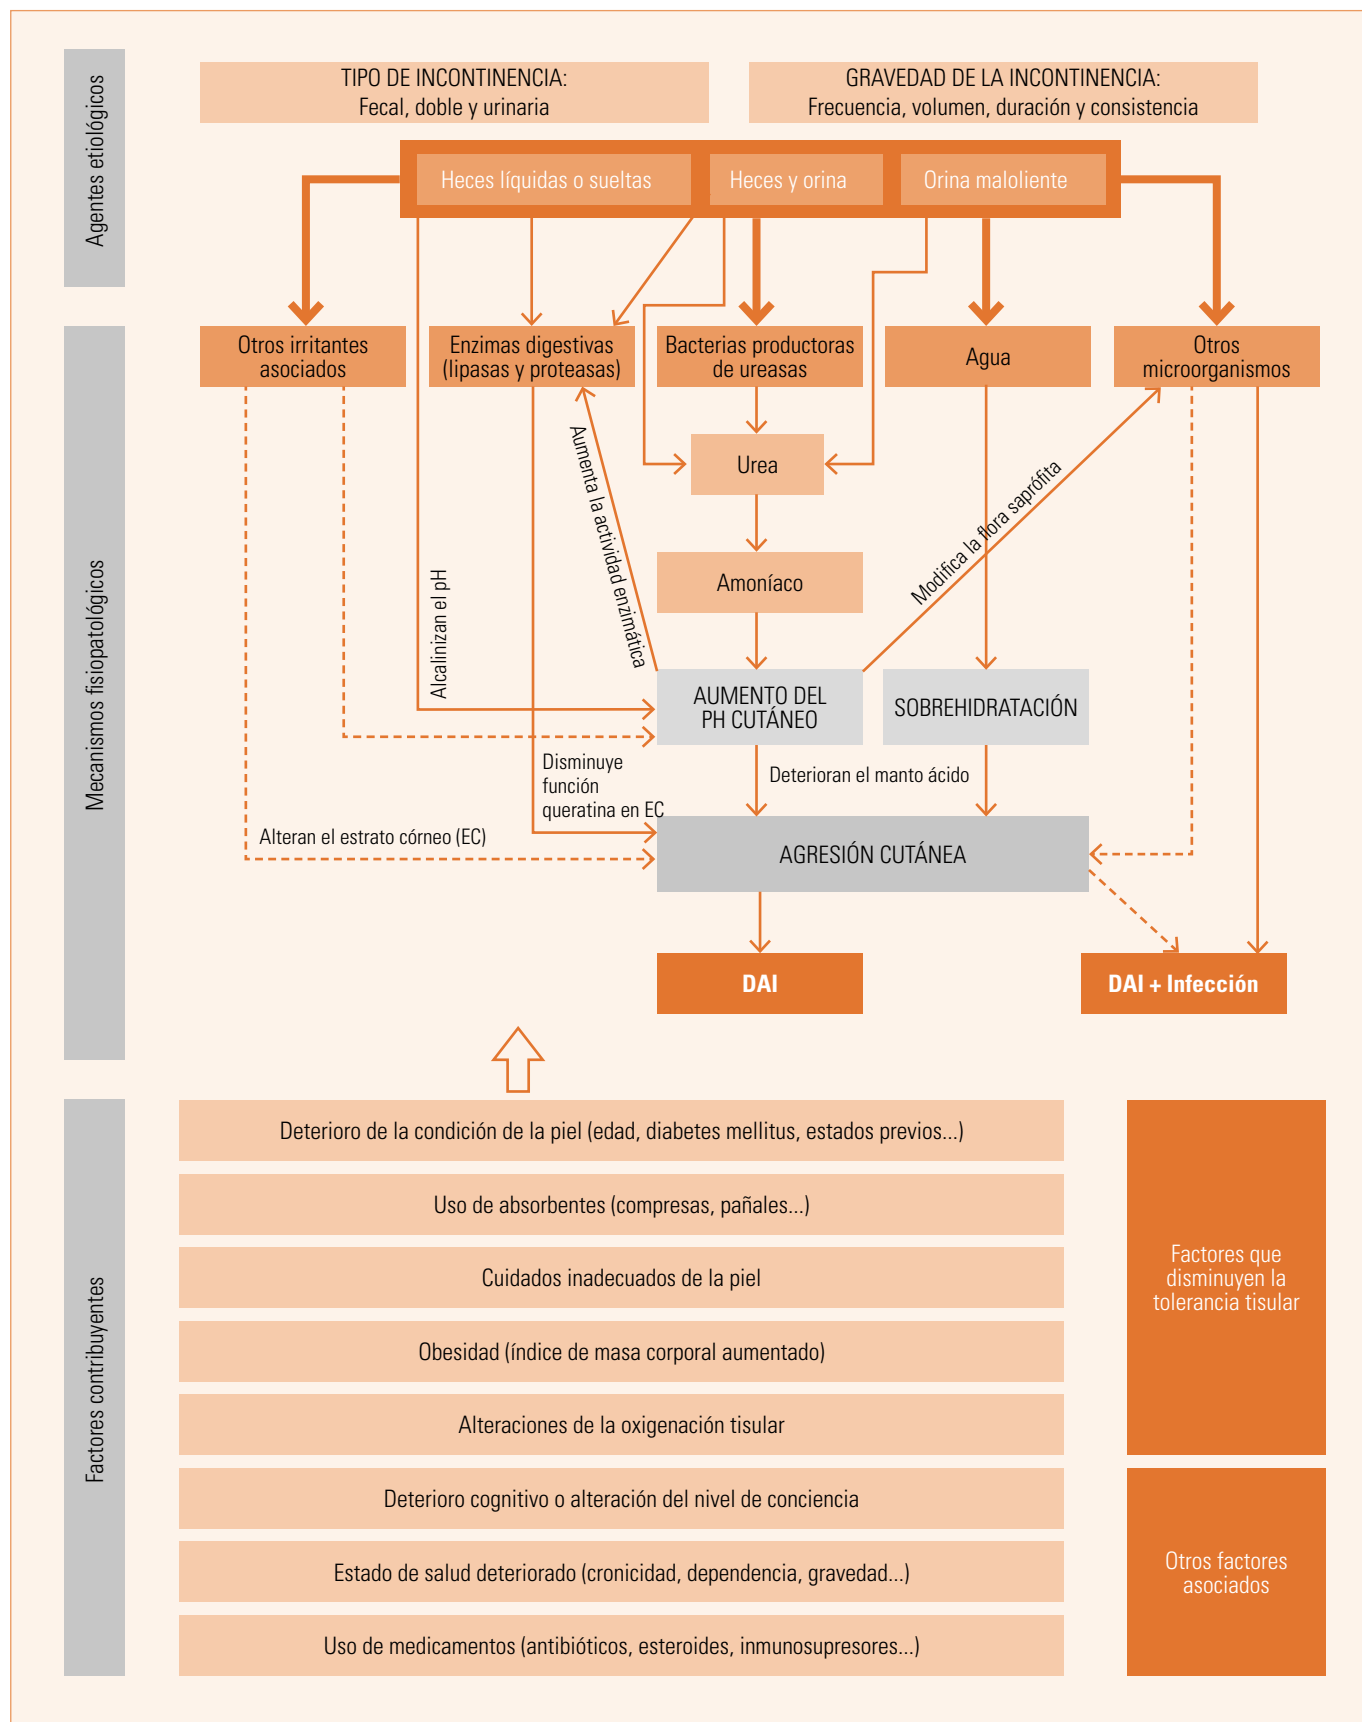 Agentes etiológicos
TIPO DE INCONTINENCIA:
Fecal, doble y urinaria
GRAVEDAD DE LA INCONTINENCIA:
Frecuencia, volumen, duración y consistencia
Heces líquidas o sueltas
Heces y orina
Orina maloliente
Mecanismos fisiopatológicos
Otros irritantes
asociados
Enzimas digestivas
(lipasas y proteasas)
Bacterias productoras
de ureasas
Agua
Otros
microorganismos
Urea
Amoníaco
Alcalinizan el pH
Aumenta la actividad enzimática
Modifica la flora saprófita
AUMENTO DEL
PH CUTÁNEO
SOBREHIDRATACIÓN
Disminuye
función
queratina en EC
Deterioran el manto ácido
Alteran el estrato córneo (EC)
AGRESIÓN CUTÁNEA
DAI
DAI + Infección
Factores contribuyentes
Deterioro de la condición de la piel (edad, diabetes mellitus, estados previos...)
Uso de absorbentes (compresas, pañales...)
Cuidados inadecuados de la piel
Obesidad (índice de masa corporal aumentado)
Alteraciones de la oxigenación tisular
Deterioro cognitivo o alteración del nivel de conciencia
Estado de salud deteriorado (cronicidad, dependencia, gravedad...)
Uso de medicamentos (antibióticos, esteroides, inmunosupresores...)
Factores que
disminuyen la
tolerancia tisular
Otros factores
asociados